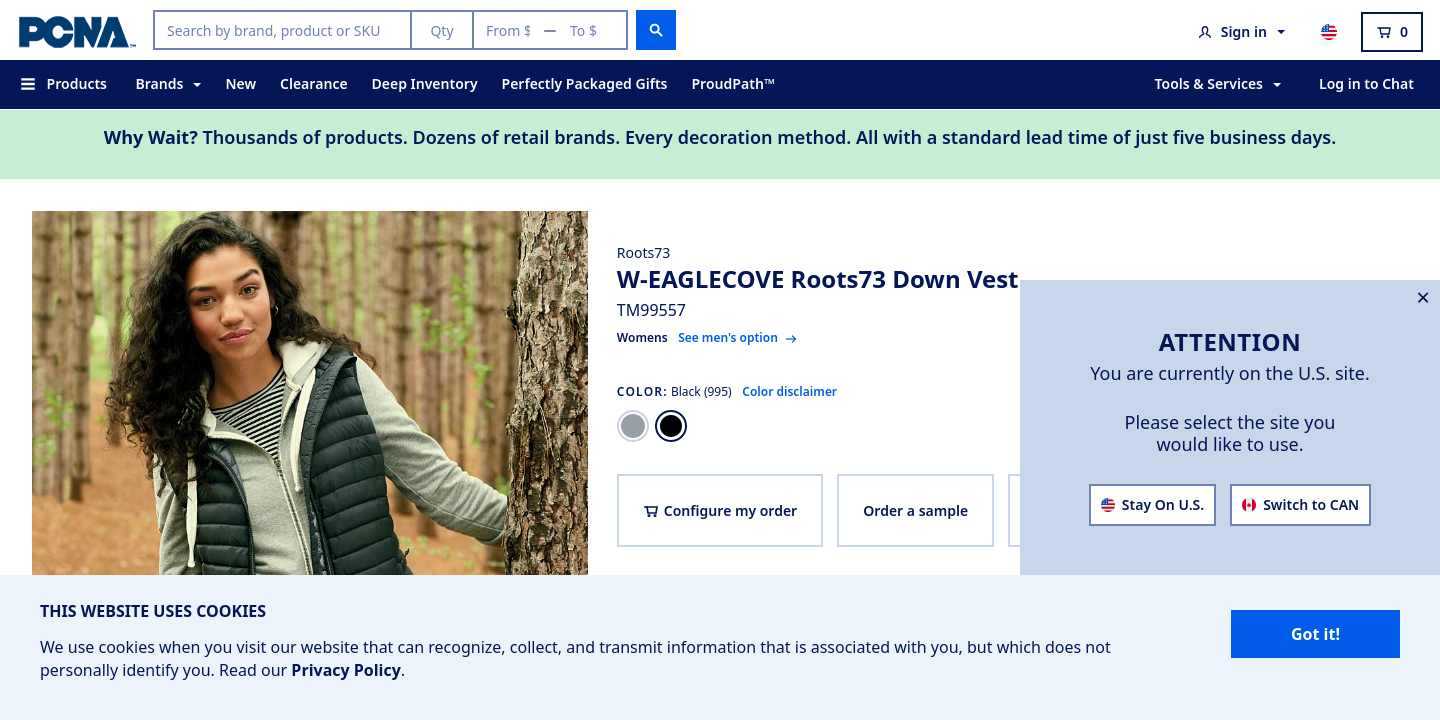 PCNA™
Search by brand, product or SKU
Qty
From $ — To $
Sign in
0
Products
Brands
New
Clearance
Deep Inventory
Perfectly Packaged Gifts
ProudPath™
Tools & Services
Log in to Chat
Why Wait? Thousands of products. Dozens of retail brands. Every decoration method. All with a standard lead time of just five business days.
Roots73
W-EAGLECOVE Roots73 Down Vest
TM99557
Womens See men's option
COLOR: Black (995) Color disclaimer
Configure my order
Order a sample
ATTENTION
You are currently on the U.S. site.
Please select the site you
would like to use.
Stay On U.S.
Switch to CAN
THIS WEBSITE USES COOKIES
We use cookies when you visit our website that can recognize, collect, and transmit information that is associated with you, but which does not
personally identify you. Read our Privacy Policy.
Got it!